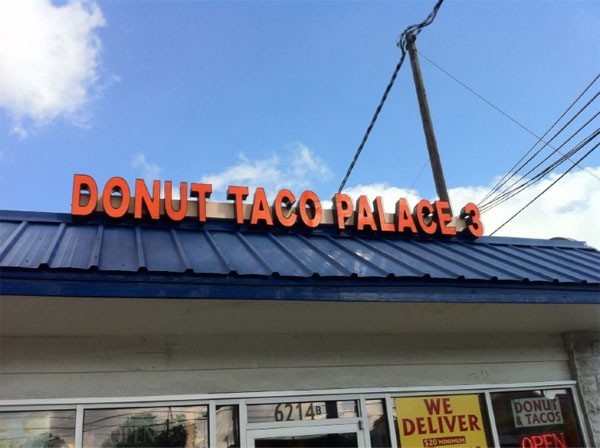 DONUT TACO PALACE 3
6214B
WE
DELIVER
$20 MINIMUM
DONUT
& TACOS
OPEN